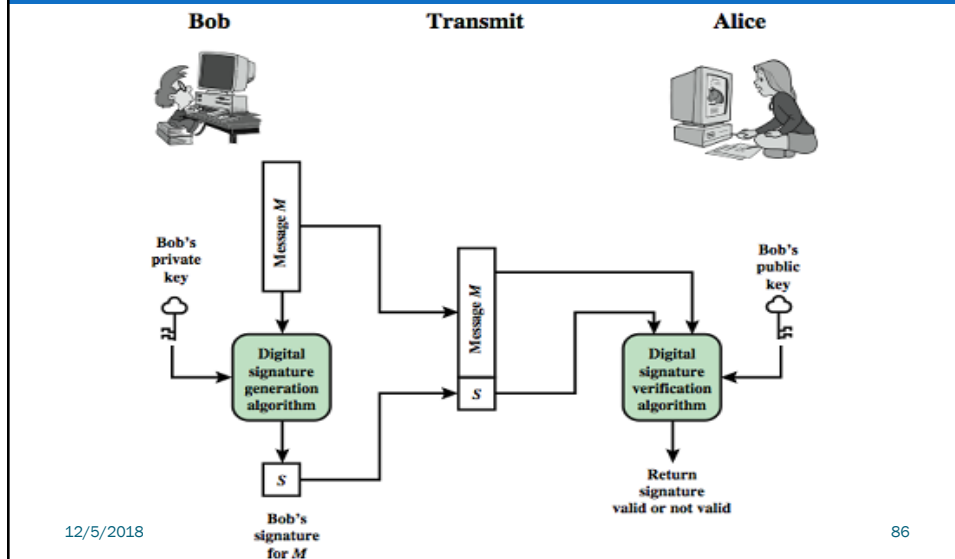 Bob
Transmit
Alice
Message M
Bob's
private
key
Digital
signature
generation
algorithm
S
Bob's
signature
for M
Message M
S
Bob's
public
key
Digital
signature
verification
algorithm
Return
signature
valid or not valid
12/5/2018
86